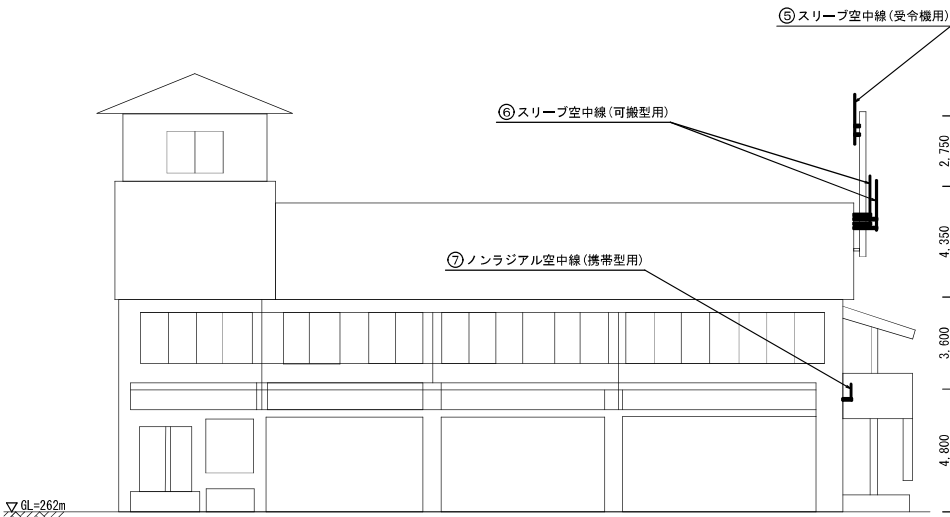 ⑤スリーブ空中線(受令機用)
⑥スリーブ空中線(可搬型用)
2,750
4,350
⑦ノンラジアル空中線(携帯型用)
3,600
4,800
GL=262m